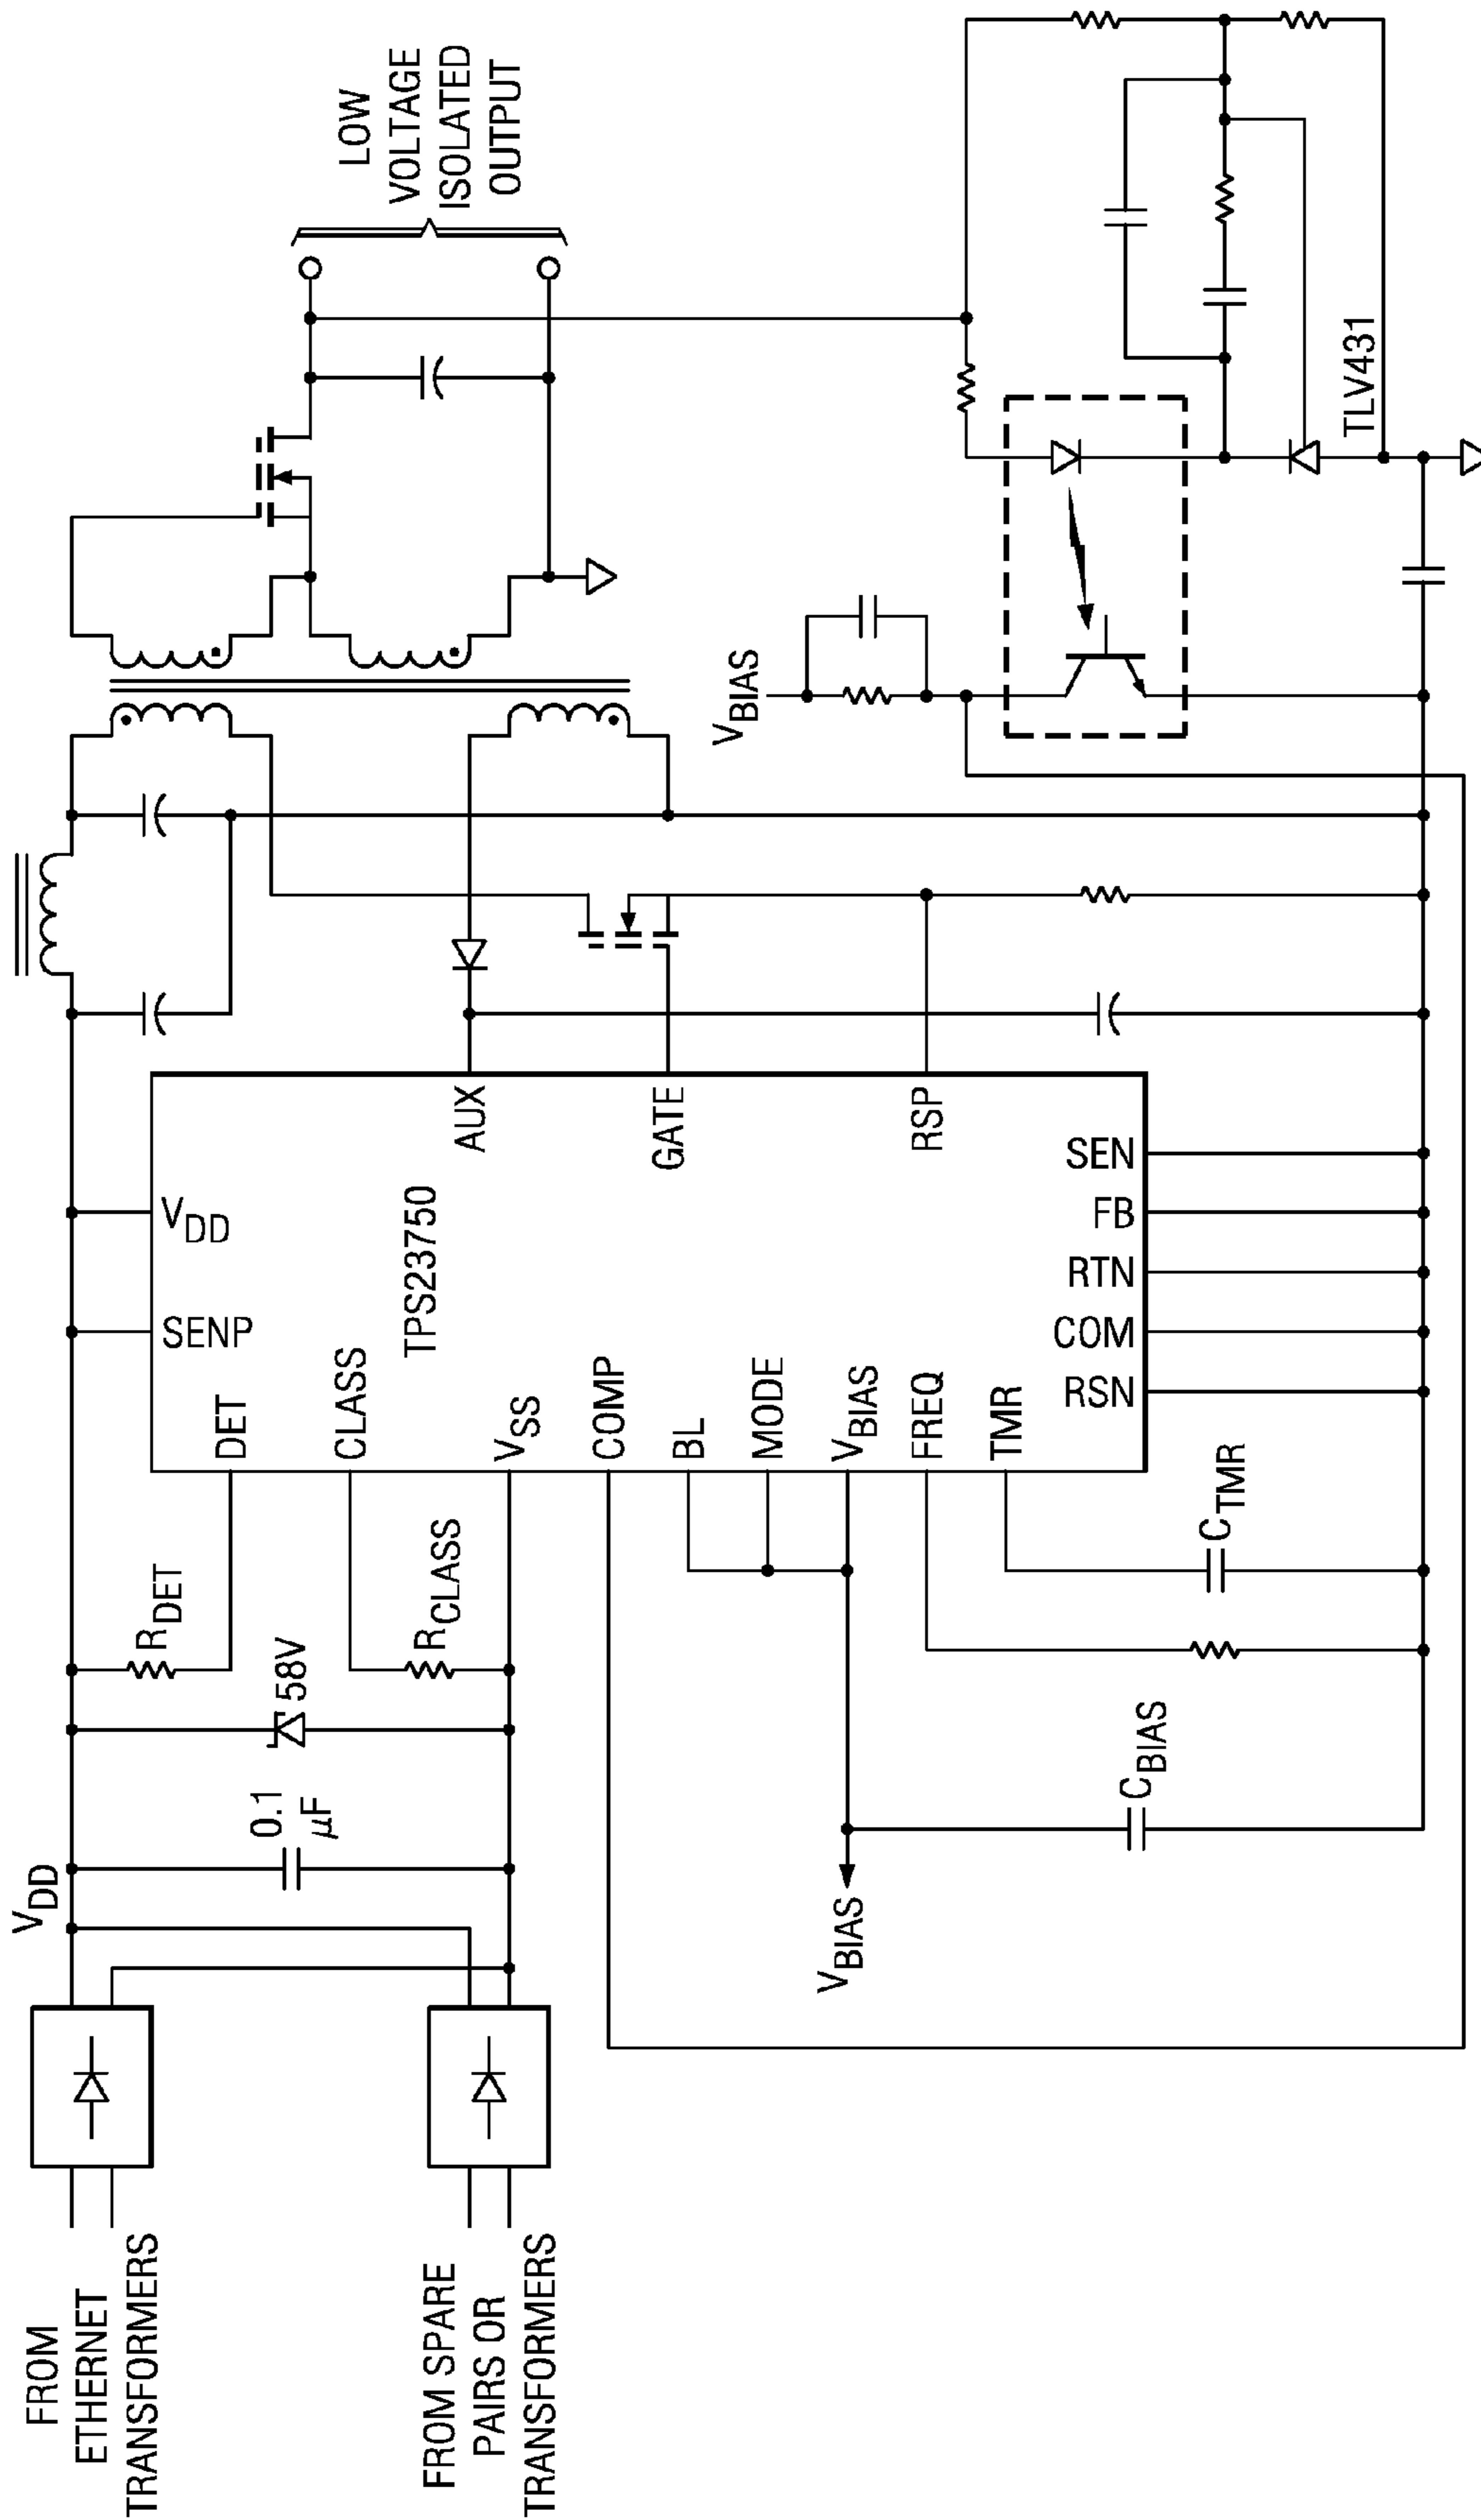 FROM
ETHERNET
TRANSFORMERS
FROM SPARE
PAIRS OR
TRANSFORMERS
VDD
0.1
μF
58V
RDET
RCLASS
VBIAS
CBIAS
CTMR
VDD
SENP
DET
CLASS
VSS
COMP
BL
MODE
VBIAS
FREQ
TMR
TPS23750
AUX
GATE
RSP
SEN
FB
RTN
COM
RSN
VBIAS
TLV431
LOW
VOLTAGE
ISOLATED
OUTPUT